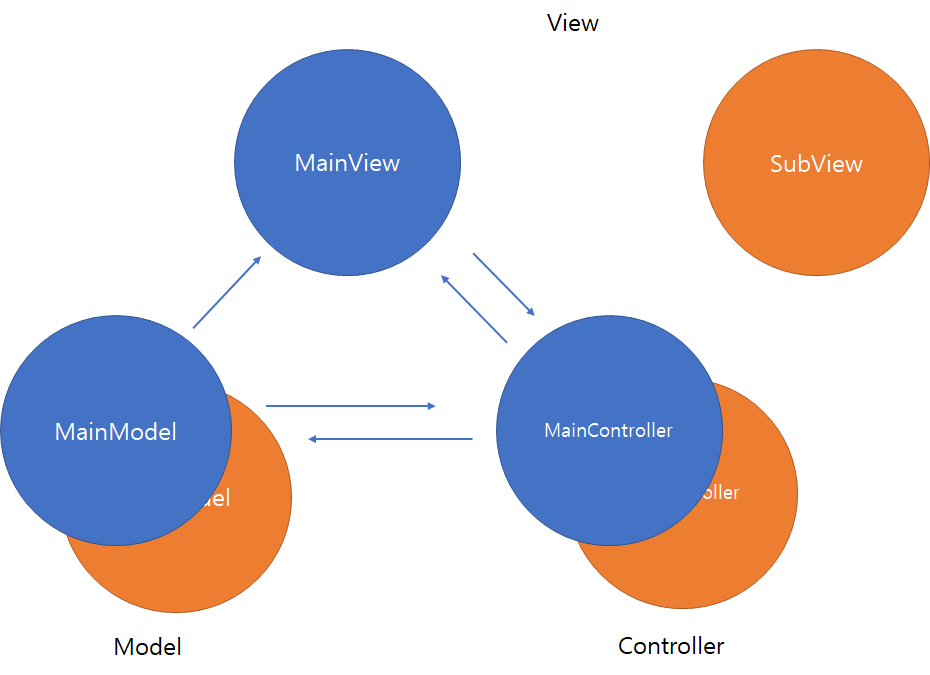 View
MainView
SubView
MainModel
MainController
Model
Controller